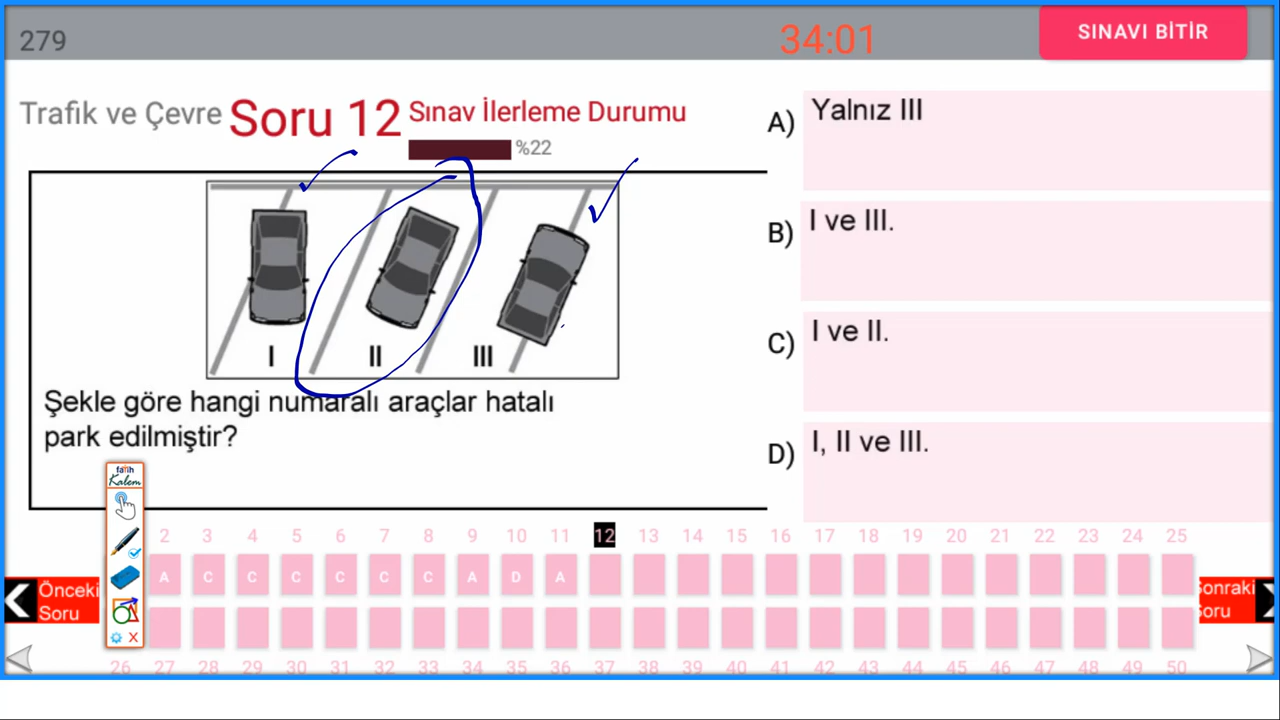 279
34:01
SINAVI BİTİR
Trafik ve Çevre Soru 12 Sınav İlerleme Durumu
%22
I II III
Şekle göre hangi numaralı araçlar hatalı
park edilmiştir?
A) Yalnız III
B) I ve III.
C) I ve II.
D) I, II ve III.
fatih
Kalem
2 3 4 5 6 7 8 9 10 11 12 13 14 15 16 17 18 19 20 21 22 23 24 25
A C C C C C C A D A
Önceki
Soru
Sonraki
Soru
26 27 28 29 30 31 32 33 34 35 36 37 38 39 40 41 42 43 44 45 46 47 48 49 50